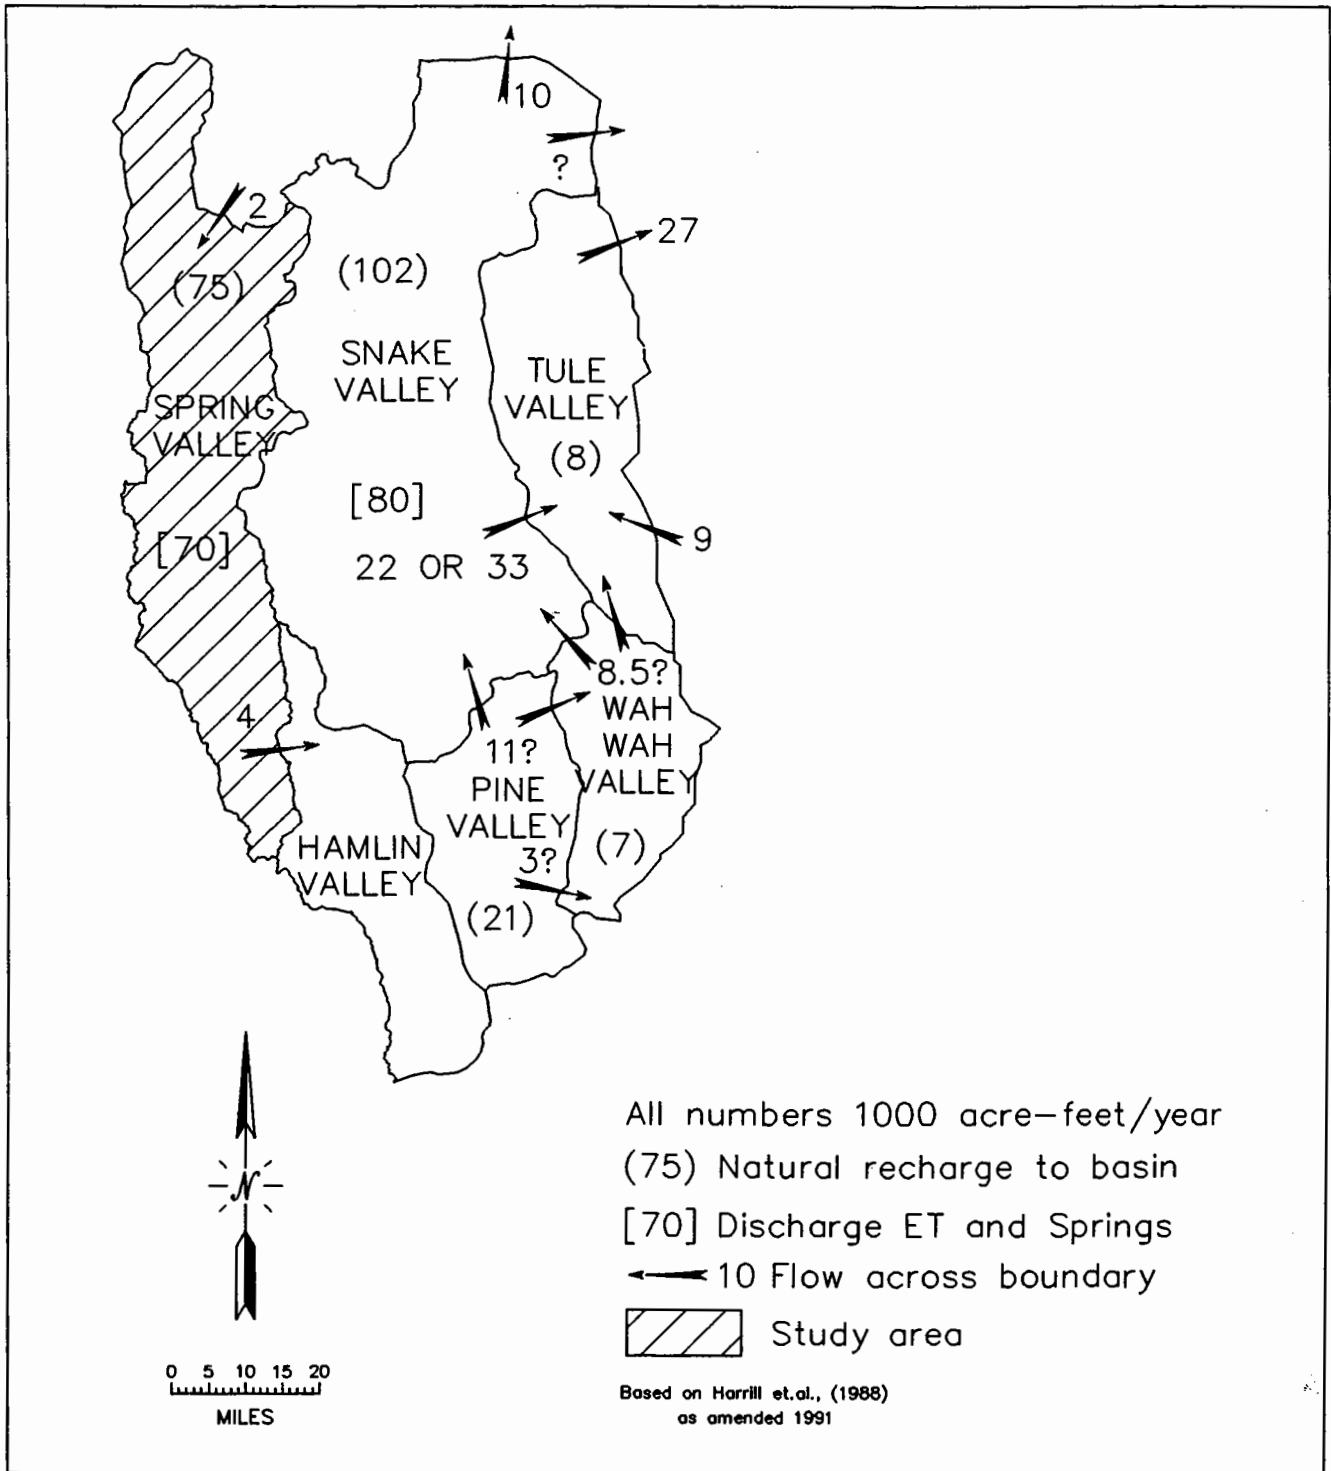 10
?
2
27
(75)
(102)
SNAKE
VALLEY
TULE
VALLEY
SPRING
VALLEY
(8)
[80]
[70]
9
22 OR 33
8.5?
4
WAH
WAH
VALLEY
11?
PINE
VALLEY
HAMLIN
VALLEY
(7)
3?
(21)
N
All numbers 1000 acre-feet/year
(75) Natural recharge to basin
[70] Discharge ET and Springs
10 Flow across boundary
Study area
0 5 10 15 20
MILES
Based on Harrill et.al., (1988)
as amended 1991